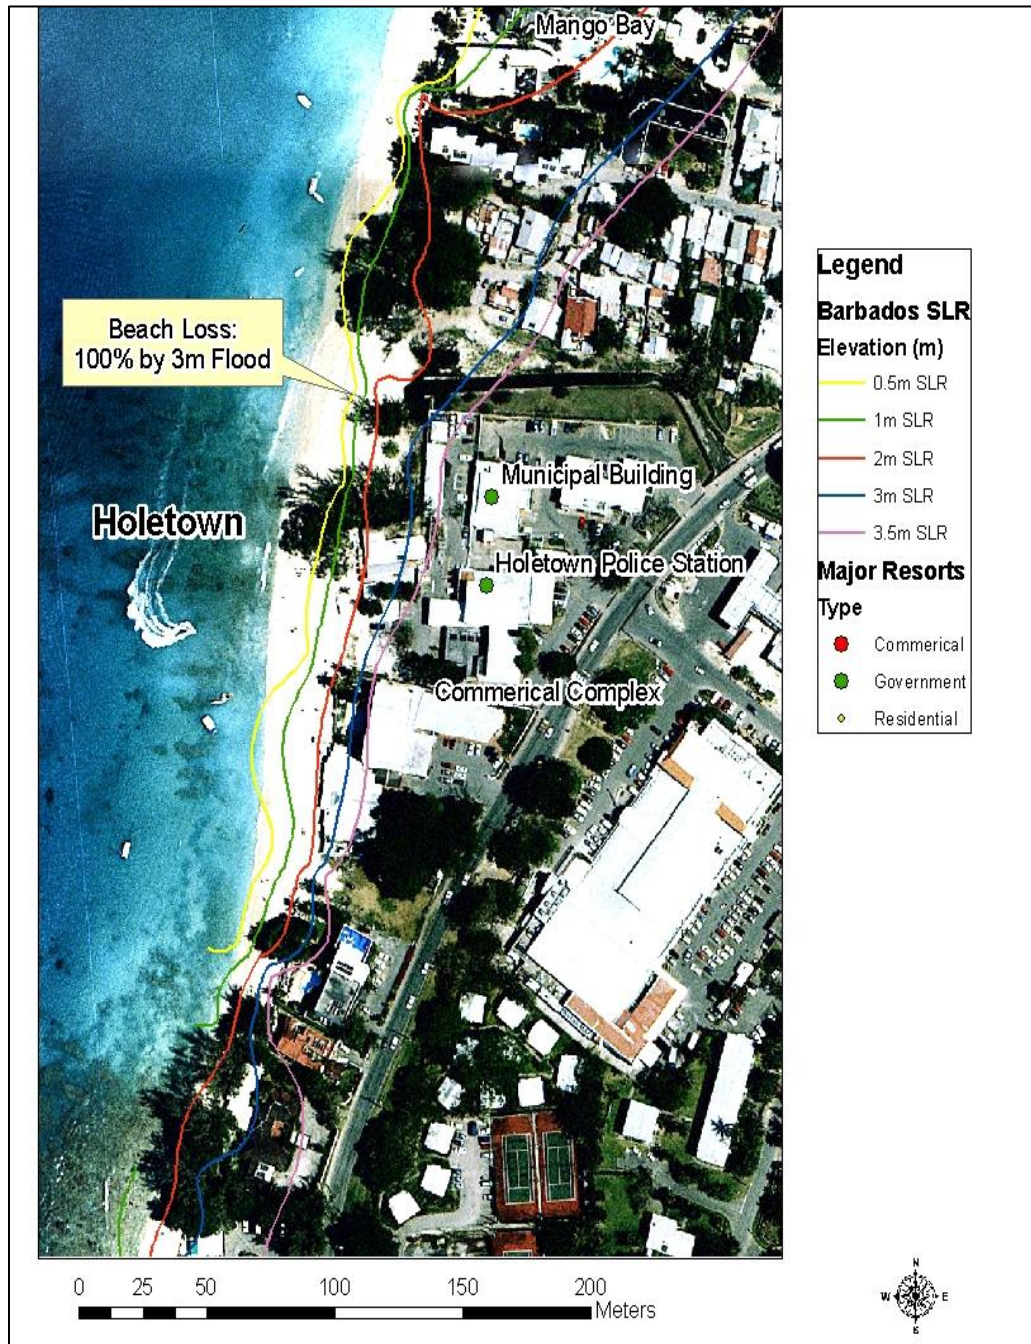 Mango Bay
Beach Loss:
100% by 3m Flood
Municipal Building
Holetown
Holetown Police Station
Commerical Complex
Legend
Barbados SLR
Elevation (m)
0.5m SLR
1m SLR
2m SLR
3m SLR
3.5m SLR
Major Resorts
Type
Commerical
Government
Residential
0 25 50 100 150 200
Meters
N
W E
S